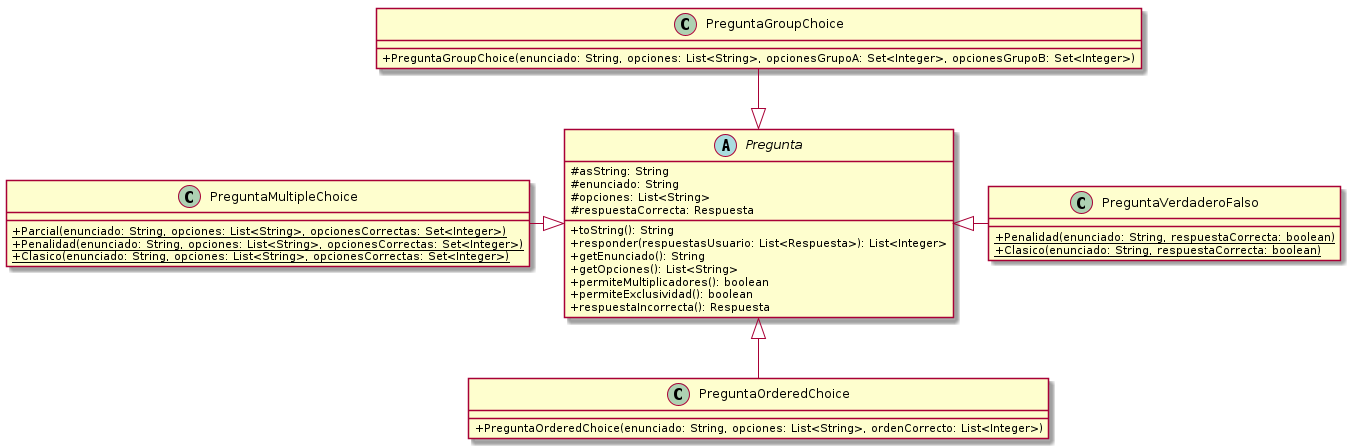 C PreguntaGroupChoice
+PreguntaGroupChoice(enunciado: String, opciones: List<String>, opcionesGrupoA: Set<Integer>, opcionesGrupoB: Set<Integer>)
A Pregunta
#asString: String
#enunciado: String
#opciones: List<String>
#respuestaCorrecta: Respuesta
+toString(): String
+responder(respuestasUsuario: List<Respuesta>): List<Integer>
+getEnunciado(): String
+getOpciones(): List<String>
+permiteMultiplicadores(): boolean
+permiteExclusividad(): boolean
+respuestaIncorrecta(): Respuesta
C PreguntaMultipleChoice
+Parcial(enunciado: String, opciones: List<String>, opcionesCorrectas: Set<Integer>)
+Penalidad(enunciado: String, opciones: List<String>, opcionesCorrectas: Set<Integer>)
+Clasico(enunciado: String, opciones: List<String>, opcionesCorrectas: Set<Integer>)
C PreguntaVerdaderoFalso
+Penalidad(enunciado: String, respuestaCorrecta: boolean)
+Clasico(enunciado: String, respuestaCorrecta: boolean)
C PreguntaOrderedChoice
+PreguntaOrderedChoice(enunciado: String, opciones: List<String>, ordenCorrecto: List<Integer>)